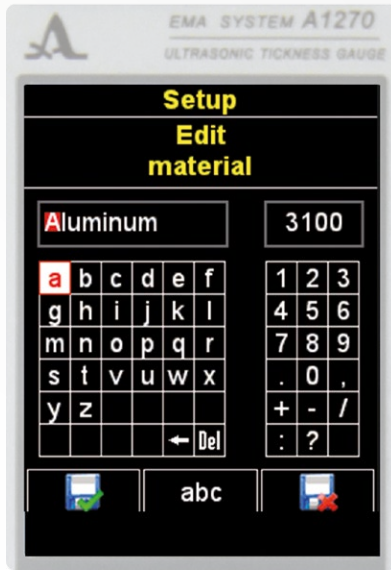 EMA SYSTEM A1270
ULTRASONIC TICKNESS GAUGE
Setup
Edit
material
Aluminum 3100
a b c d e f 1 2 3
g h i j k l 4 5 6
m n o p q r 7 8 9
s t v u w x . 0 ,
y z + - /
← Del : ?
abc